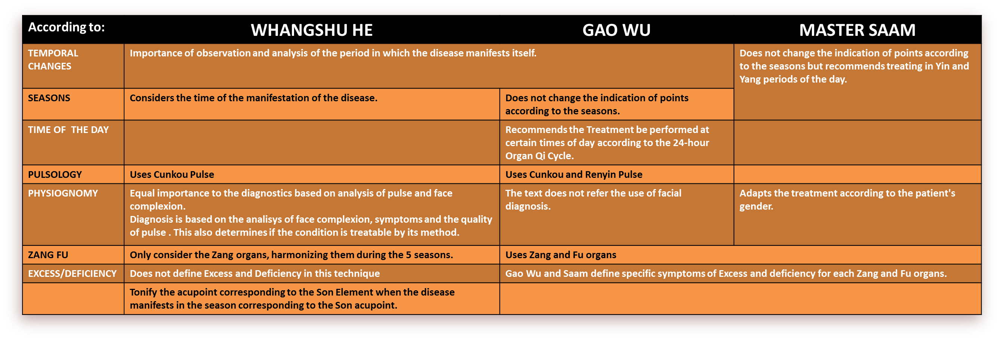 According to:
WHANGSHU HE
GAO WU
MASTER SAAM
TEMPORAL
CHANGES
Importance of observation and analysis of the period in which the disease manifests itself.
Does not change the indication of points according
to the seasons but recommends treating in Yin and
Yang periods of the day.
SEASONS
Considers the time of the manifestation of the disease.
Does not change the indication of points
according to the seasons.
TIME OF  THE DAY
Recommends the Treatment be performed at
certain times of day according to the 24-hour
Organ Qi Cycle.
PULSOLOGY
Uses Cunkou Pulse
Uses Cunkou and Renyin Pulse
PHYSIOGNOMY
Equal importance to the diagnostics based on analysis of pulse and face
complexion.
Diagnosis is based on the analisys of face complexion, symptoms and the quality
of pulse . This also determines if the condition is treatable by its method.
The text does not refer the use of facial
diagnosis.
Adapts the treatment according to the patient's
gender.
ZANG FU
Only consider the Zang organs, harmonizing them during the 5 seasons.
Uses Zang and Fu organs
EXCESS/DEFICIENCY
Does not define Excess and Deficiency in this technique
Gao Wu and Saam define specific symptoms of Excess and deficiency for each Zang and Fu organs.
Tonify the acupoint corresponding to the Son Element when the disease
manifests in the season corresponding to the Son acupoint.